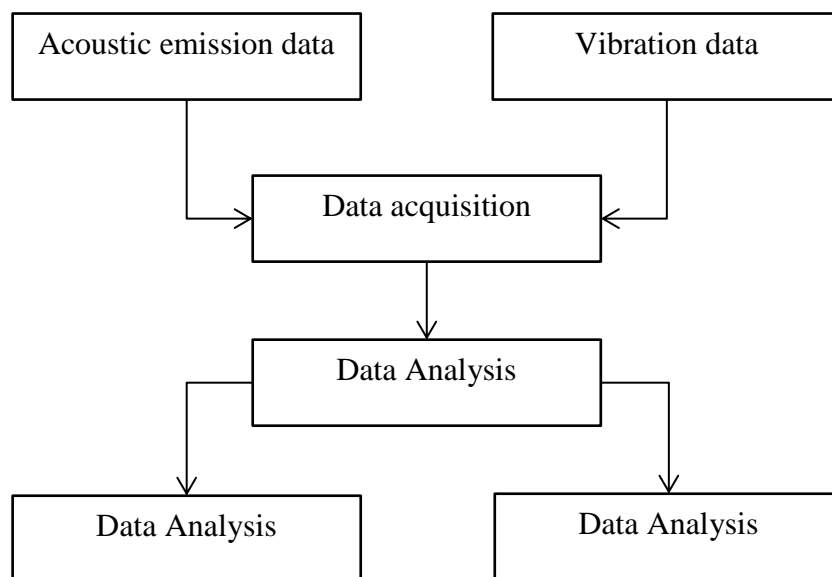 Acoustic emission data
Vibration data
Data acquisition
Data Analysis
Data Analysis
Data Analysis